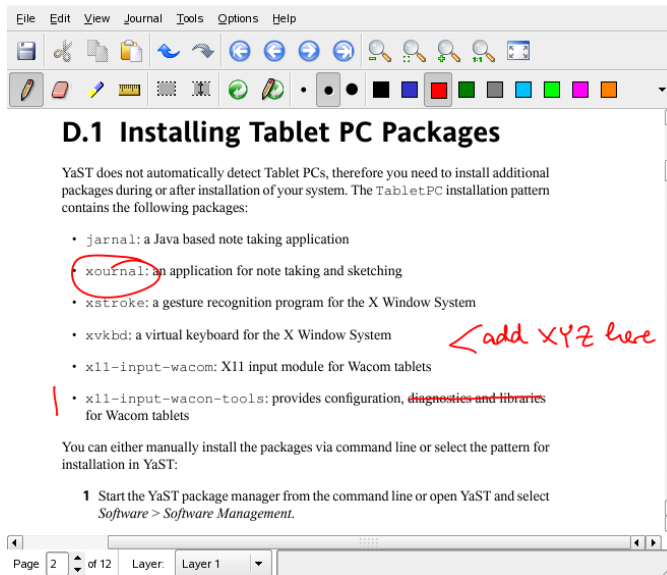 File Edit View Journal Tools Options Help
1:1
D.1 Installing Tablet PC Packages
YaST does not automatically detect Tablet PCs, therefore you need to install additional
packages during or after installation of your system. The TabletPC installation pattern
contains the following packages:
• jarnal: a Java based note taking application
• xournal: an application for note taking and sketching
• xstroke: a gesture recognition program for the X Window System
• xvkbd: a virtual keyboard for the X Window System
<add XYZ here
• x11-input-wacom: X11 input module for Wacom tablets
• x11-input-wacon-tools: provides configuration, diagnostics and libraries
for Wacom tablets
You can either manually install the packages via command line or select the pattern for
installation in YaST:
1 Start the YaST package manager from the command line or open YaST and select
Software > Software Management.
Page 2 of 12 Layer: Layer 1